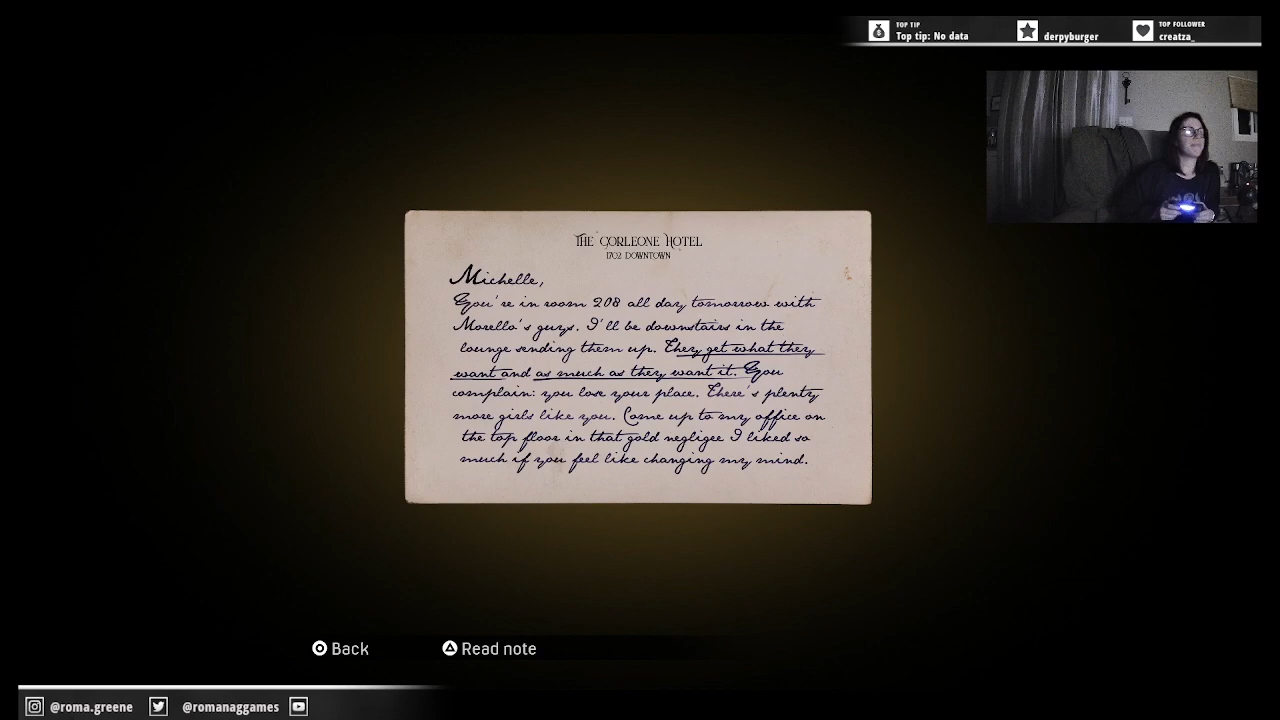 TOP TIP
Top tip: No data
derpyburger
TOP FOLLOWER
creatza_
THE CORLEONE HOTEL
1702 DOWNTOWN
Michelle,
You're in room 208 all day tomorrow with
Morello's guys. I'll be downstairs in the
lounge sending them up. They get what they
want and as much as they want it. You
complain: you lose your place. There's plenty
more girls like you. Come up to my office on
the top floor in that gold negligee I liked so
much if you feel like changing my mind.
Back
Read note
@roma.greene
@romanaggames